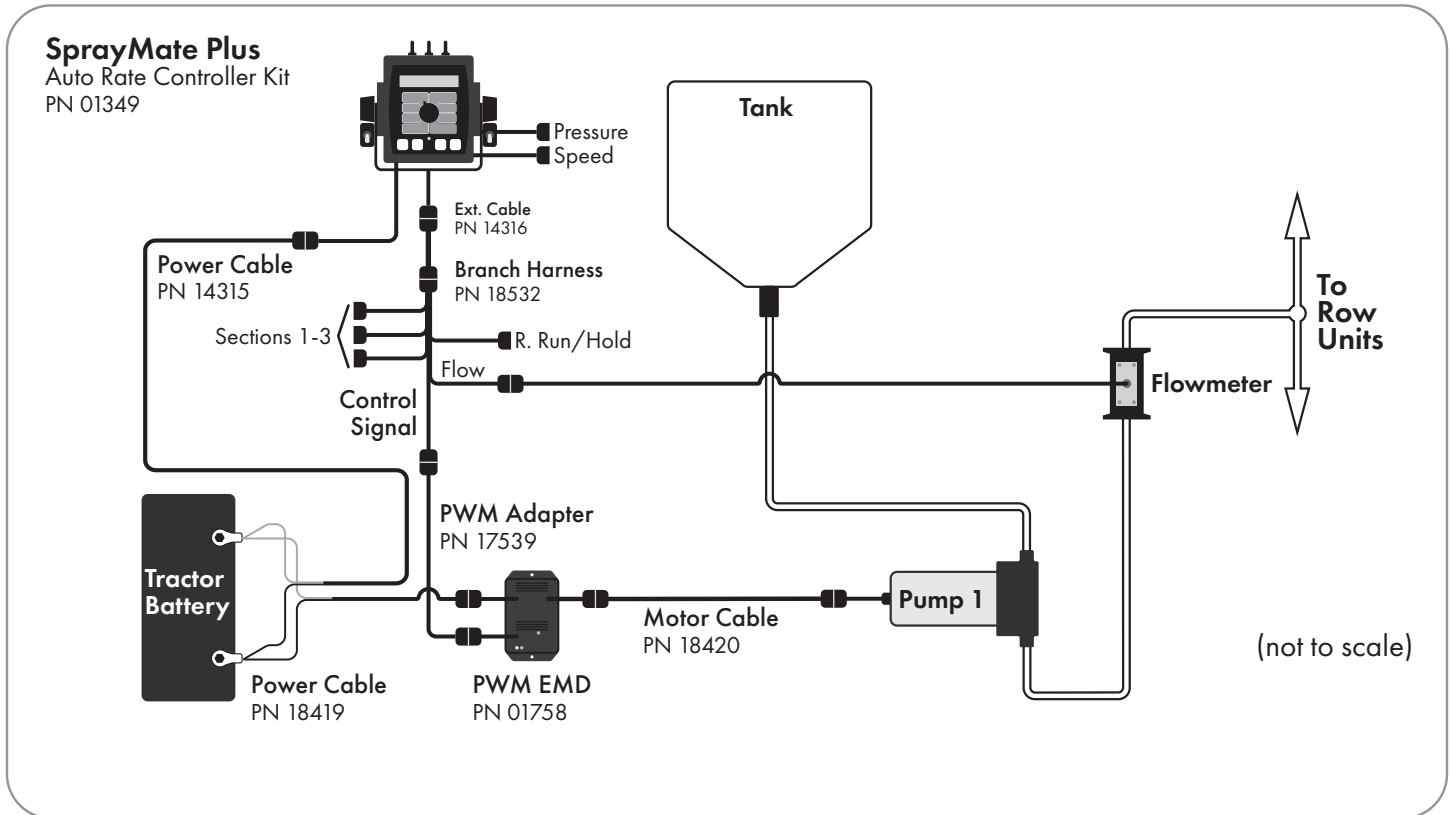 SprayMate Plus
Auto Rate Controller Kit
PN 01349
Pressure
Speed
Tank
Ext. Cable
PN 14316
Power Cable
PN 14315
Branch Harness
PN 18532
Sections 1-3
R. Run/Hold
Flow
Control
Signal
Flowmeter
To
Row
Units
PWM Adapter
PN 17539
Tractor
Battery
Pump 1
Motor Cable
PN 18420
Power Cable
PN 18419
PWM EMD
PN 01758
(not to scale)